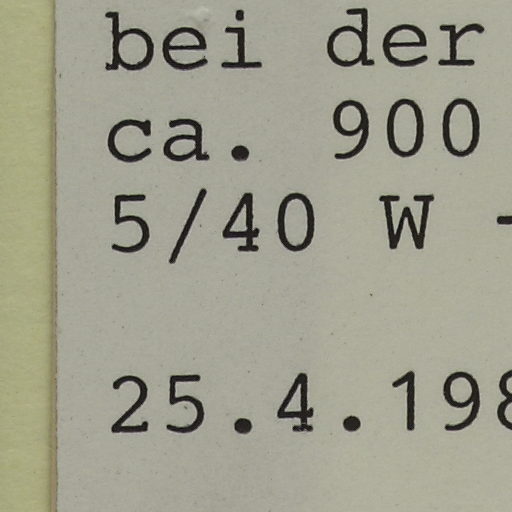 bei der
ca. 900
5/40 W -
25.4.198